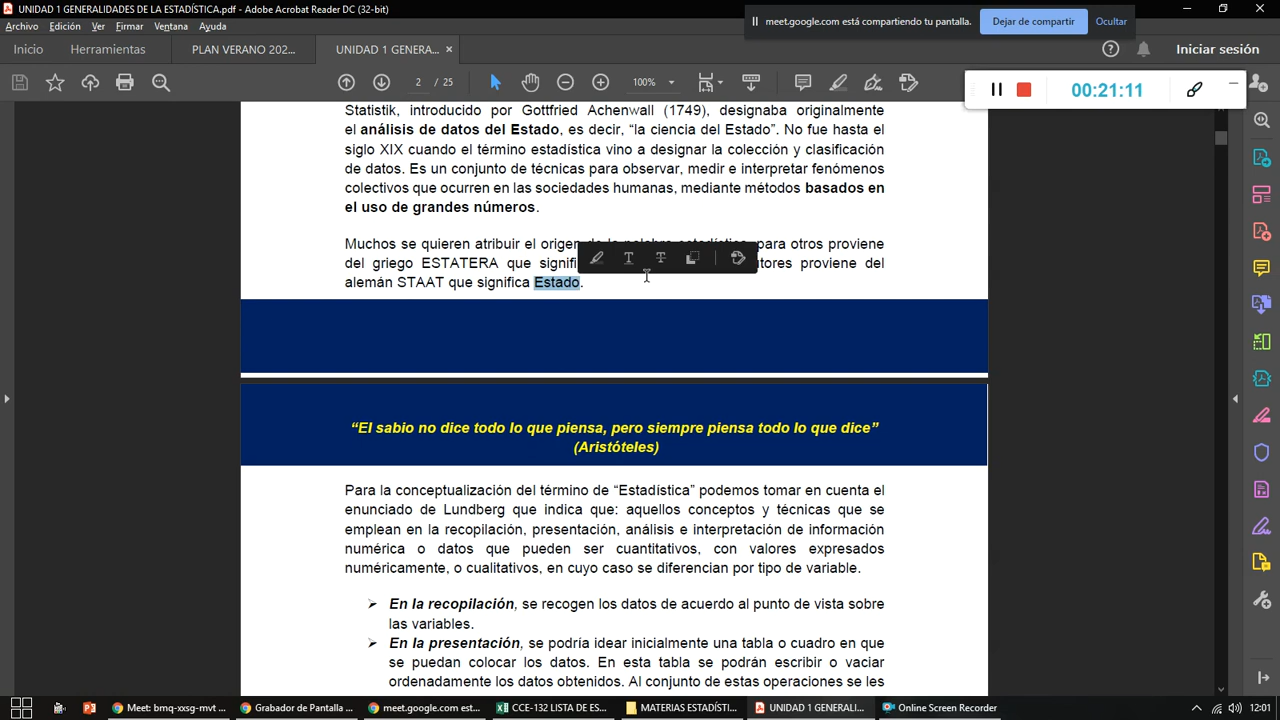 UNIDAD 1 GENERALIDADES DE LA ESTADÍSTICA.pdf - Adobe Acrobat Reader DC (32-bit)
meet.google.com está compartiendo tu pantalla.
Dejar de compartir
Ocultar
Archivo Edición Ver Firmar Ventana Ayuda
Inicio Herramientas PLAN VERANO 202... UNIDAD 1 GENERA... × Iniciar sesión
2 / 25 100%
00:21:11
Statistik, introducido por Gottfried Achenwall (1749), designaba originalmente
el análisis de datos del Estado, es decir, “la ciencia del Estado”. No fue hasta el
siglo XIX cuando el término estadística vino a designar la colección y clasificación
de datos. Es un conjunto de técnicas para observar, medir e interpretar fenómenos
colectivos que ocurren en las sociedades humanas, mediante métodos basados en
el uso de grandes números.
Muchos se quieren atribuir el origen de la palabra estadística, para otros proviene
del griego ESTATERA que signifi tores proviene del
alemán STAAT que significa Estado.
“El sabio no dice todo lo que piensa, pero siempre piensa todo lo que dice”
(Aristóteles)
Para la conceptualización del término de “Estadística” podemos tomar en cuenta el
enunciado de Lundberg que indica que: aquellos conceptos y técnicas que se
emplean en la recopilación, presentación, análisis e interpretación de información
numérica o datos que pueden ser cuantitativos, con valores expresados
numéricamente, o cualitativos, en cuyo caso se diferencian por tipo de variable.
➢ En la recopilación, se recogen los datos de acuerdo al punto de vista sobre
las variables.
➢ En la presentación, se podría idear inicialmente una tabla o cuadro en que
se puedan colocar los datos. En esta tabla se podrán escribir o vaciar
ordenadamente los datos obtenidos. Al conjunto de estas operaciones se les
Meet: bmq-xxsg-mvt ... Grabador de Pantalla ... meet.google.com est... CCE-132 LISTA DE ES... MATERIAS ESTADÍSTI... UNIDAD 1 GENERALI... Online Screen Recorder 12:01